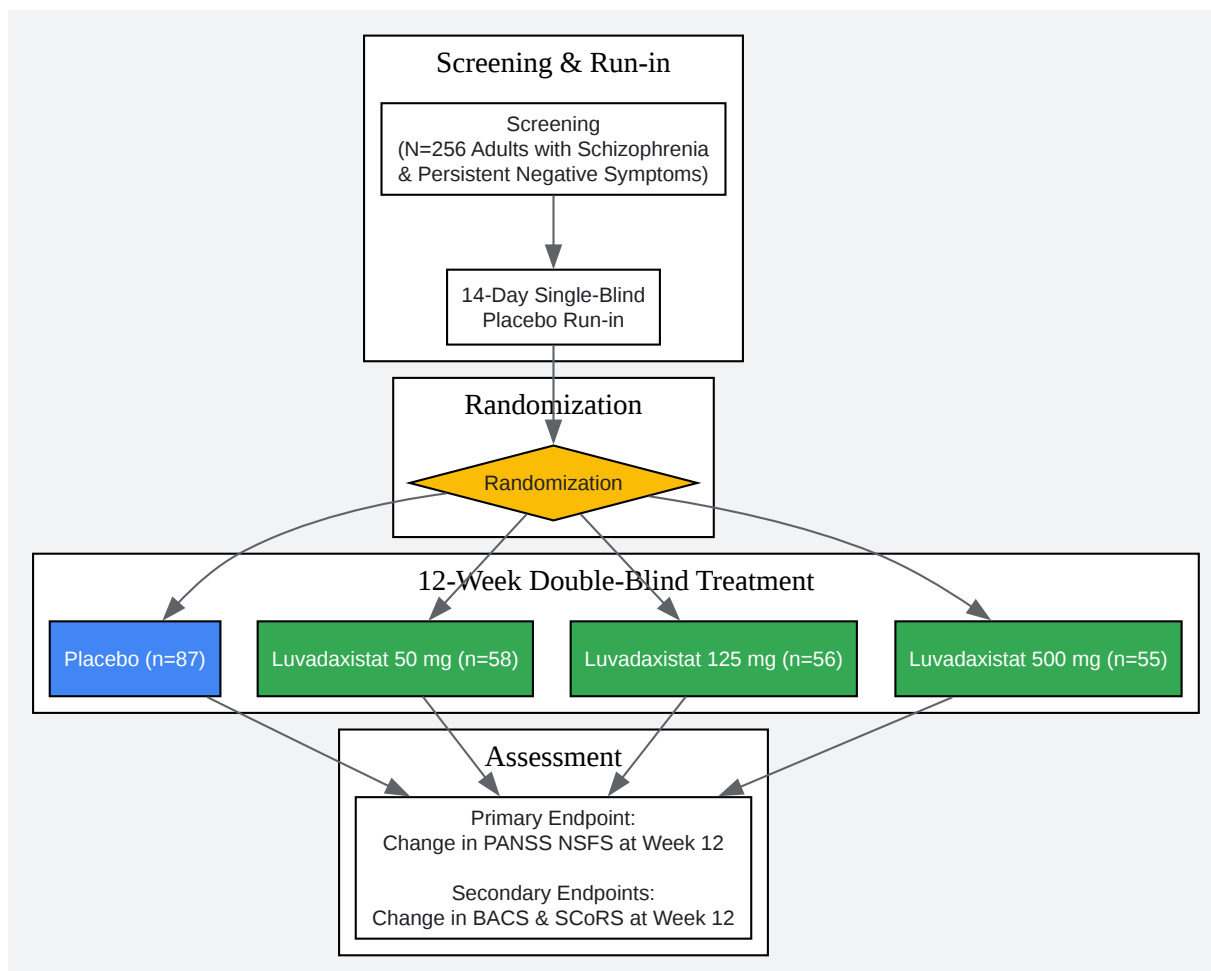 Screening & Run-in
Screening
(N=256 Adults with Schizophrenia
& Persistent Negative Symptoms)
14-Day Single-Blind
Placebo Run-in
Randomization
Randomization
12-Week Double-Blind Treatment
Placebo (n=87)
Luvadaxistat 50 mg (n=58)
Luvadaxistat 125 mg (n=56)
Luvadaxistat 500 mg (n=55)
Assessment
Primary Endpoint:
Change in PANSS NSFS at Week 12
Secondary Endpoints:
Change in BACS & SCoRS at Week 12